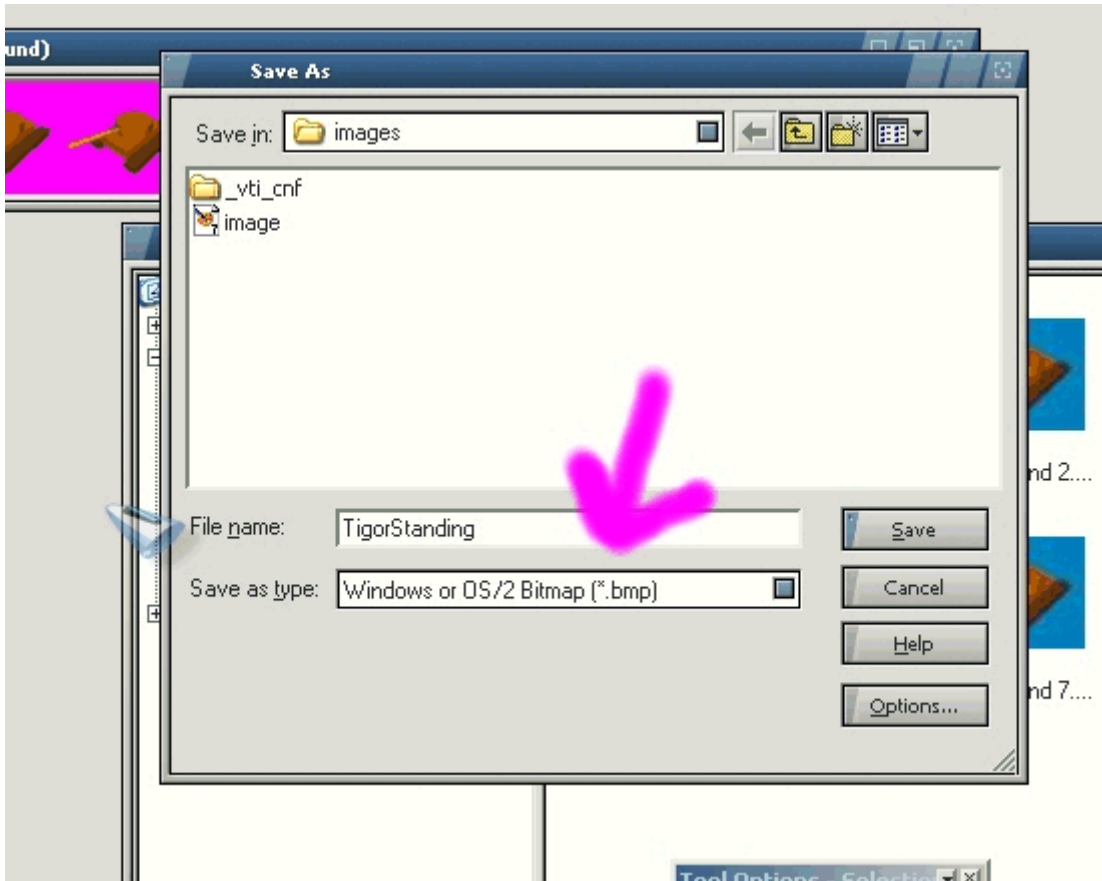 und)
Save As
Save in: images
_vti_cnf
image
nd 2....
File name: TigorStanding Save
Save as type: Windows or OS/2 Bitmap (*.bmp) Cancel
Help
nd 7....
Options...
Tool Options - Selection